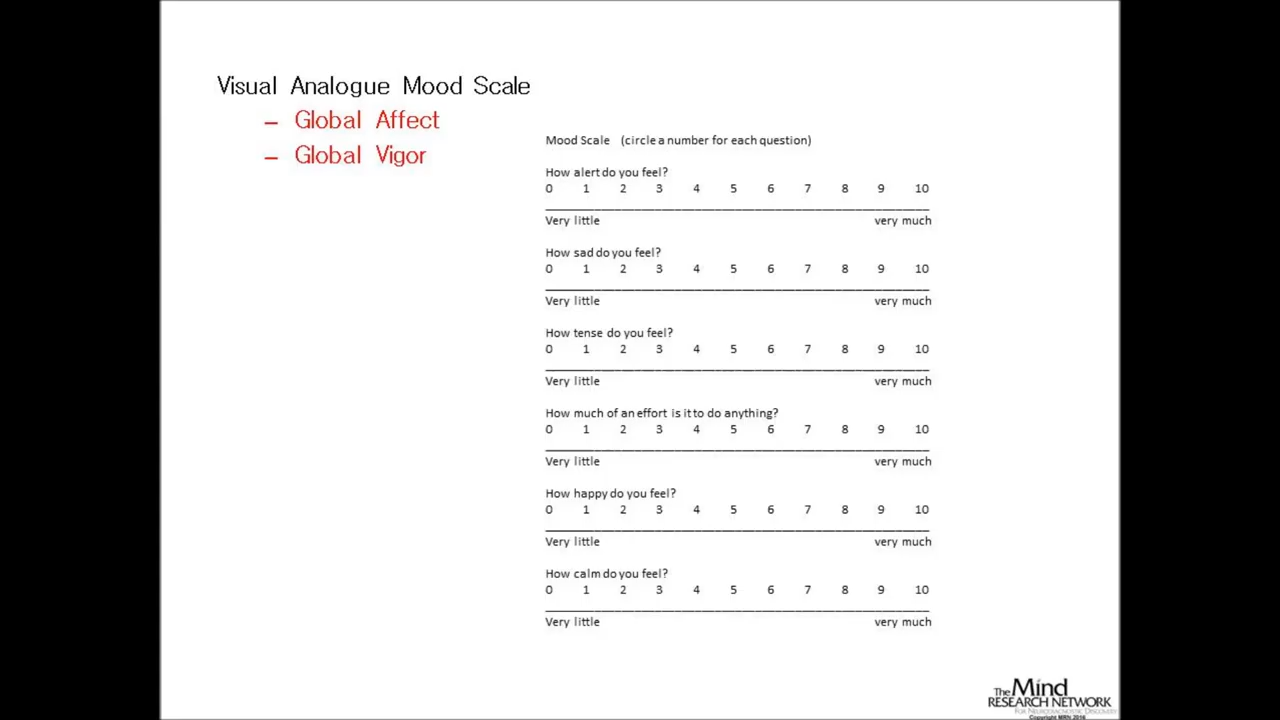 Visual Analogue Mood Scale
– Global Affect
– Global Vigor
Mood Scale (circle a number for each question)
How alert do you feel?
0 1 2 3 4 5 6 7 8 9 10
Very little very much
How sad do you feel?
0 1 2 3 4 5 6 7 8 9 10
Very little very much
How tense do you feel?
0 1 2 3 4 5 6 7 8 9 10
Very little very much
How much of an effort is it to do anything?
0 1 2 3 4 5 6 7 8 9 10
Very little very much
How happy do you feel?
0 1 2 3 4 5 6 7 8 9 10
Very little very much
How calm do you feel?
0 1 2 3 4 5 6 7 8 9 10
Very little very much
The Mind
RESEARCH NETWORK
FOR NEURODIAGNOSTIC DISCOVERY
Copyright MRN 2016